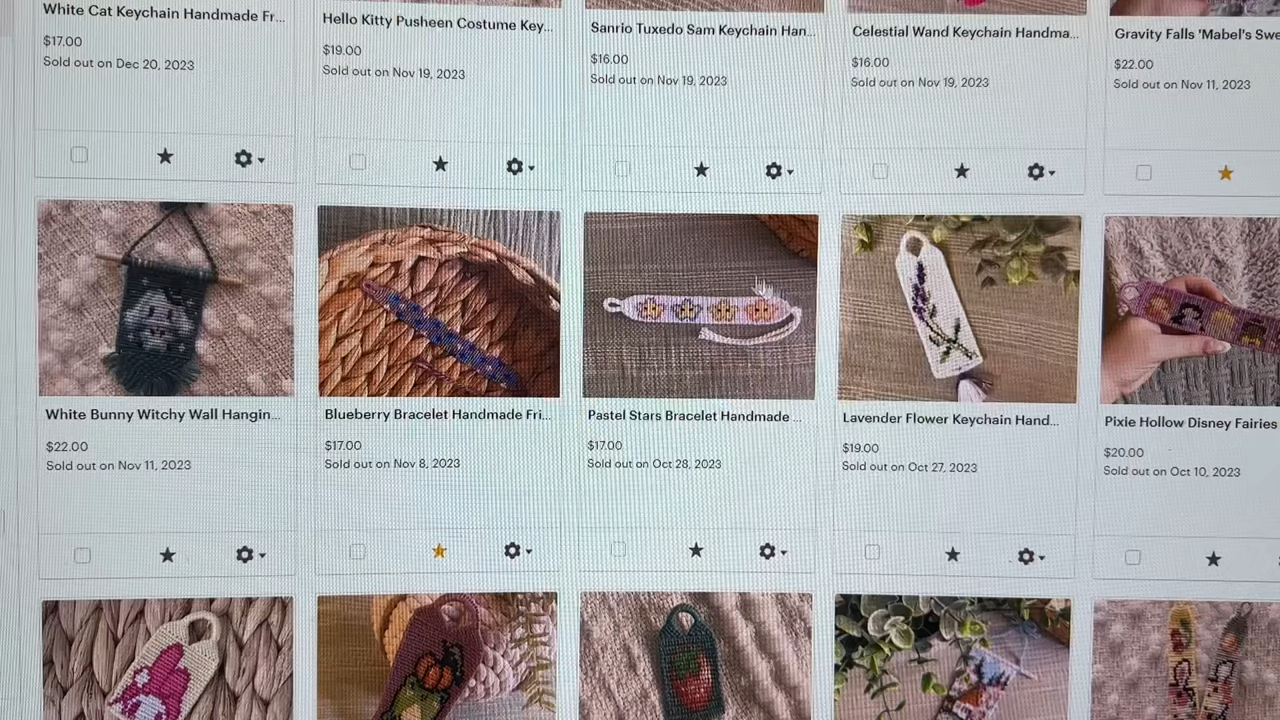 White Cat Keychain Handmade Fr...
$17.00
Sold out on Dec 20, 2023
Hello Kitty Pusheen Costume Key...
$19.00
Sold out on Nov 19, 2023
Sanrio Tuxedo Sam Keychain Han...
$16.00
Sold out on Nov 19, 2023
Celestial Wand Keychain Handma...
$16.00
Sold out on Nov 19, 2023
Gravity Falls 'Mabel's Swe
$22.00
Sold out on Nov 11, 2023
White Bunny Witchy Wall Hangin...
$22.00
Sold out on Nov 11, 2023
Blueberry Bracelet Handmade Fri...
$17.00
Sold out on Nov 8, 2023
Pastel Stars Bracelet Handmade ...
$17.00
Sold out on Oct 28, 2023
Lavender Flower Keychain Hand...
$19.00
Sold out on Oct 27, 2023
Pixie Hollow Disney Fairies
$20.00
Sold out on Oct 10, 2023